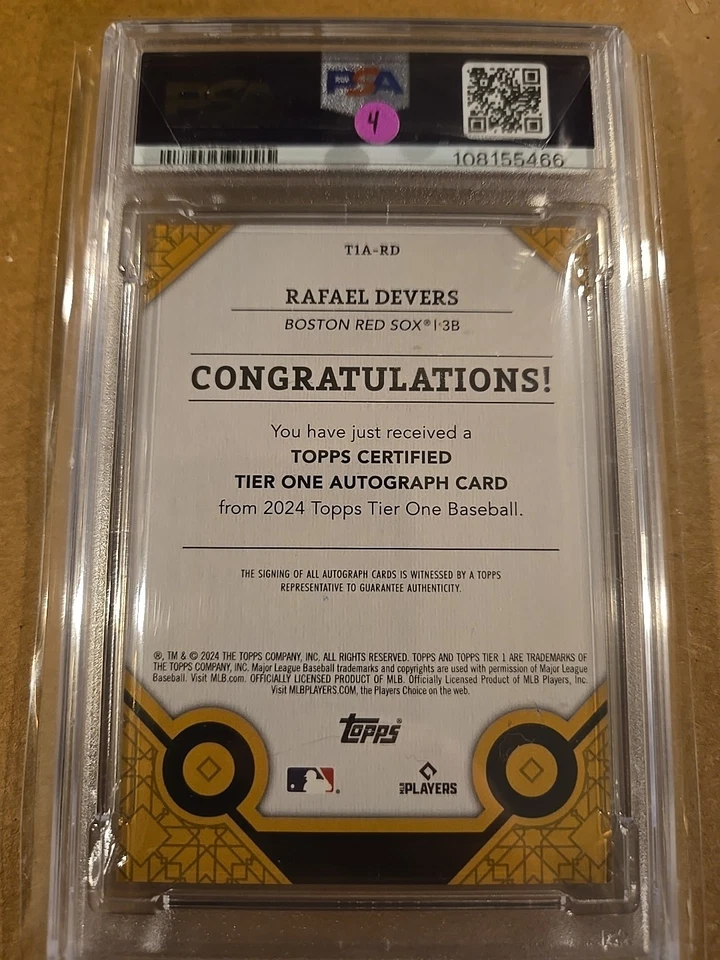 PSA
4
108155466
T1A-RD
RAFAEL DEVERS
BOSTON RED SOX® | 3B
CONGRATULATIONS!
You have just received a
TOPPS CERTIFIED
TIER ONE AUTOGRAPH CARD
from 2024 Topps Tier One Baseball.
THE SIGNING OF ALL AUTOGRAPH CARDS IS WITNESSED BY A TOPPS
REPRESENTATIVE TO GUARANTEE AUTHENTICITY.
®, TM & © 2024 THE TOPPS COMPANY, INC. ALL RIGHTS RESERVED. TOPPS AND TOPPS TIER 1 ARE TRADEMARKS OF
THE TOPPS COMPANY, INC. Major League Baseball trademarks and copyrights are used with permission of Major League
Baseball. Visit MLB.com. OFFICIALLY LICENSED PRODUCT OF MLB. Officially Licensed Product of MLB Players, Inc.
Visit MLBPLAYERS.COM, the Players Choice on the web.
Topps®
MLB PLAYERS